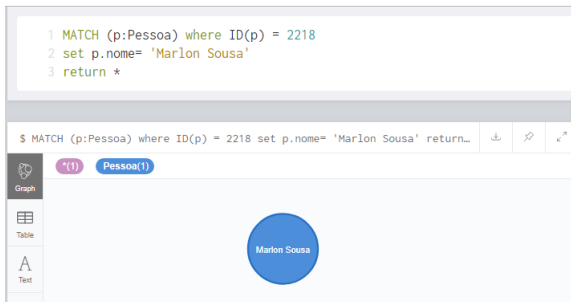 1 MATCH (p:Pessoa) where ID(p) = 2218
2 set p.nome= 'Marlon Sousa'
3 return *
$ MATCH (p:Pessoa) where ID(p) = 2218 set p.nome= 'Marlon Sousa' return…
*(1) Pessoa(1)
Graph
Table
Marlon Sousa
A
Text